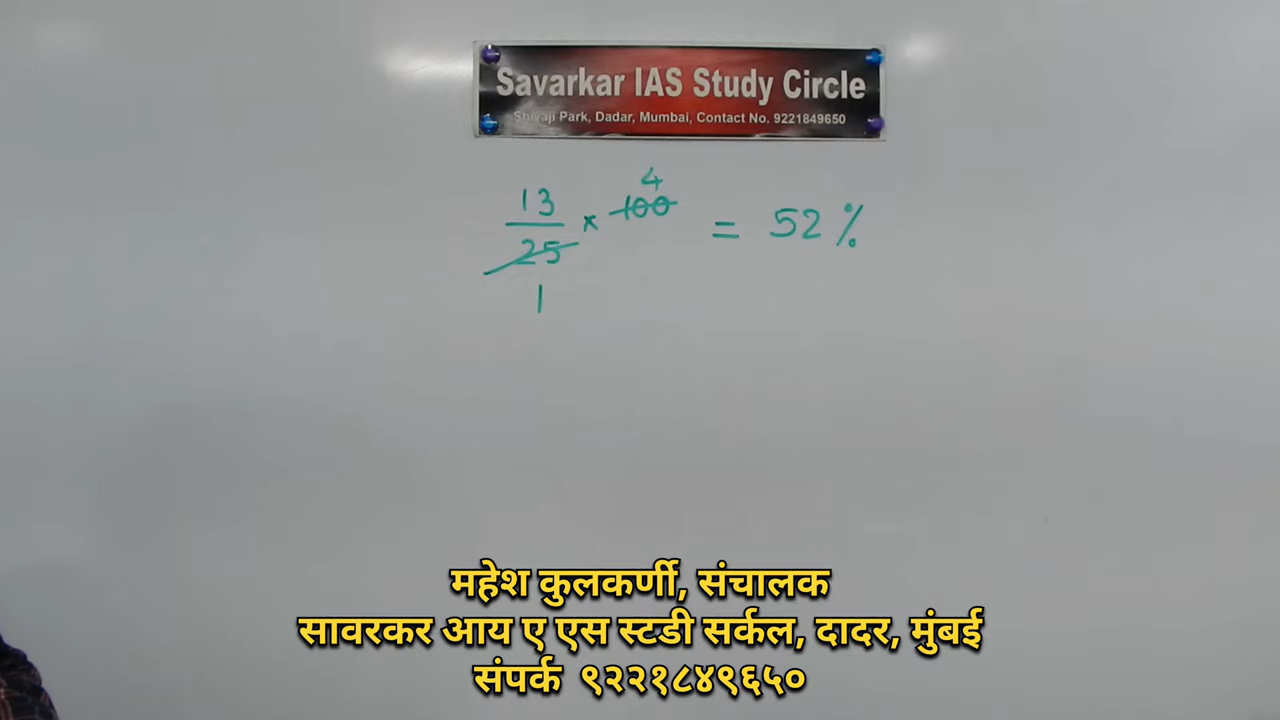 Savarkar IAS Study Circle
Shivaji Park, Dadar, Mumbai, Contact No. 9221849650
13/25 × 100 = 52%
4
1
महेश कुलकर्णी, संचालक
सावरकर आय ए एस स्टडी सर्कल, दादर, मुंबई
संपर्क ९२२१८४९६५०